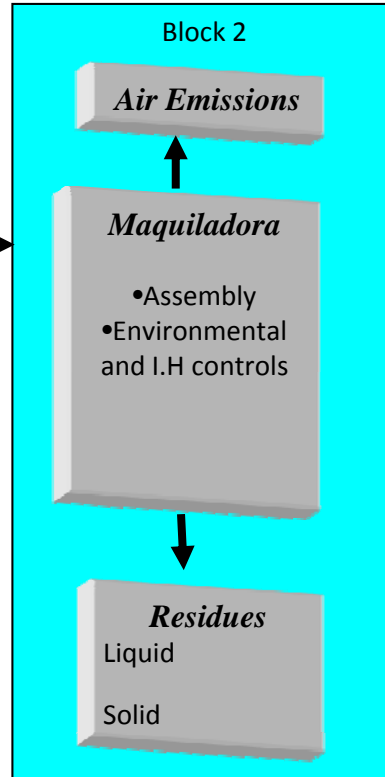 Block 2
Air Emissions
Maquiladora
•Assembly
•Environmental
and I.H controls
Residues
Liquid
Solid